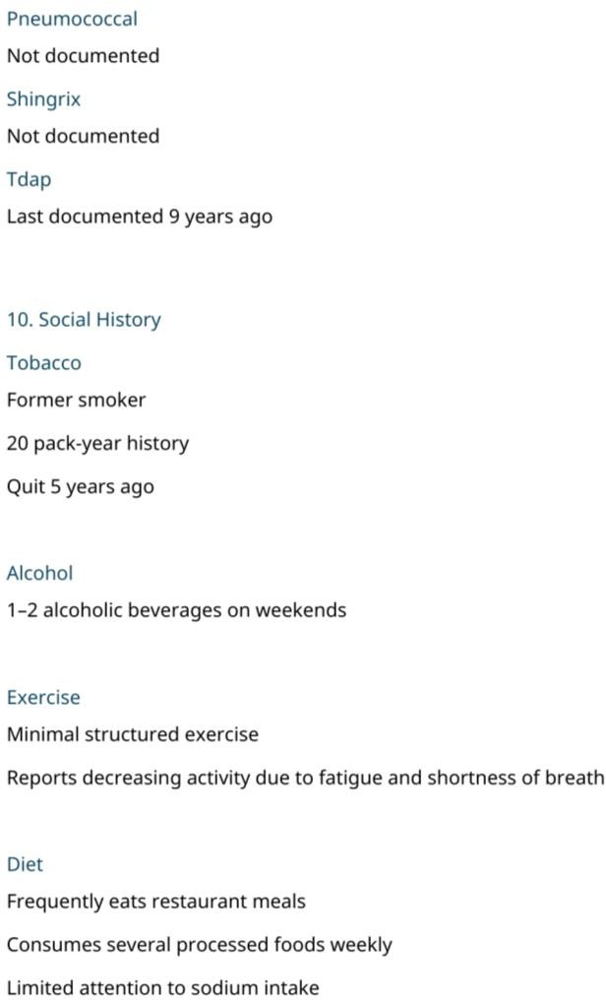 Pneumococcal
Not documented
Shingrix
Not documented
Tdap
Last documented 9 years ago
10. Social History
Tobacco
Former smoker
20 pack-year history
Quit 5 years ago
Alcohol
1–2 alcoholic beverages on weekends
Exercise
Minimal structured exercise
Reports decreasing activity due to fatigue and shortness of breath
Diet
Frequently eats restaurant meals
Consumes several processed foods weekly
Limited attention to sodium intake